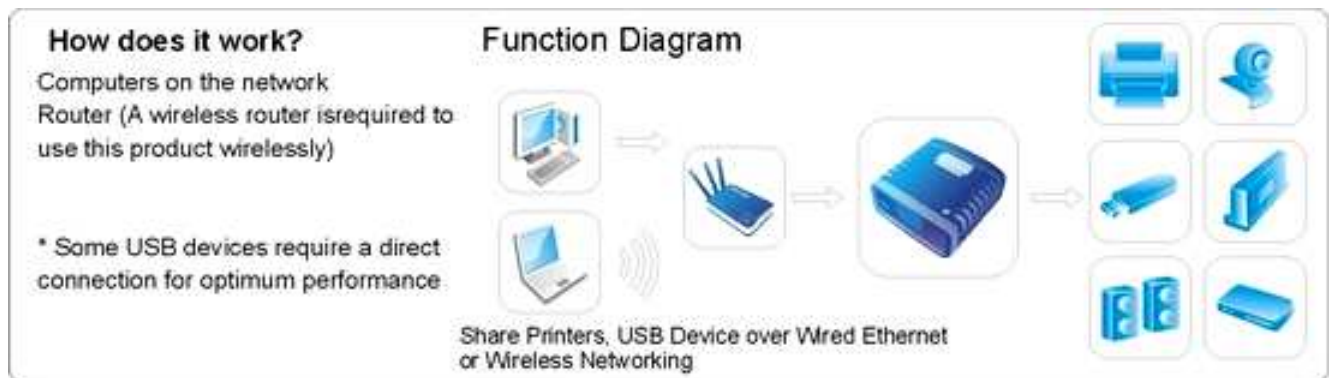 How does it work?
Computers on the network
Router (A wireless router isrequired to
use this product wirelessly)
* Some USB devices require a direct
connection for optimum performance
Function Diagram
Share Printers, USB Device over Wired Ethernet
or Wireless Networking